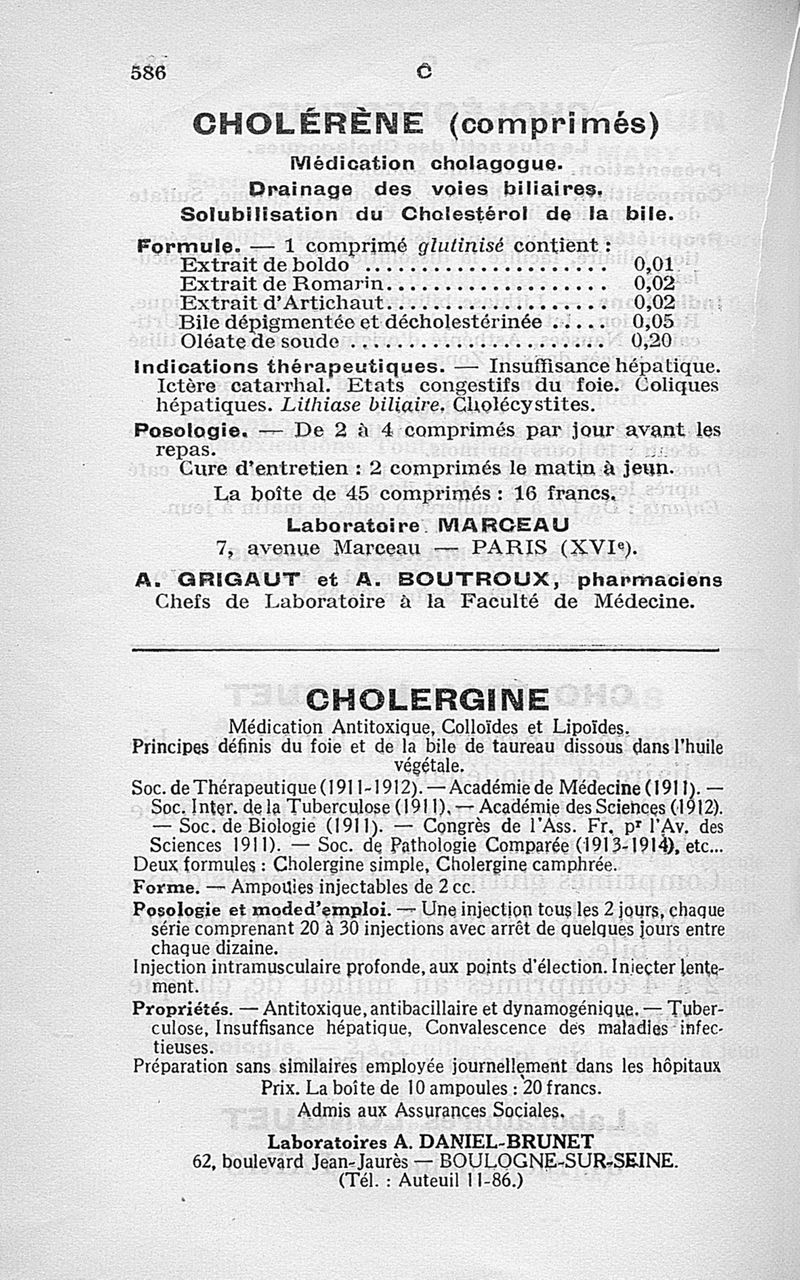 586 C
CHOLÉRÈNE (comprimés)
Médication cholagogue.
Drainage des voies biliaires.
Solubilisation du Cholestérol de la bile.
Formule. — 1 comprimé glutinisé contient :
Extrait de boldo .................... 0,01
Extrait de Romarin.................. 0,02
Extrait d'Artichaut.................. 0,02
Bile dépigmentée et décholestérinée ..... 0,05
Oléate de soude ..................... 0,20
Indications thérapeutiques. — Insuffisance hépatique.
Ictère catarrhal. Etats congestifs du foie. Coliques
hépatiques. Lithiase biliaire. Cholécystites.
Posologie. — De 2 à 4 comprimés par jour avant les
repas.
Cure d'entretien : 2 comprimés le matin à jeun.
La boîte de 45 comprimés : 16 francs.
Laboratoire MARCEAU
7, avenue Marceau — PARIS (XVIe).
A. GRIGAUT et A. BOUTROUX, pharmaciens
Chefs de Laboratoire à la Faculté de Médecine.
CHOLERGINE
Médication Antitoxique, Colloïdes et Lipoïdes.
Principes définis du foie et de la bile de taureau dissous dans l'huile
végétale.
Soc. de Thérapeutique (1911-1912). — Académie de Médecine (1911). —
Soc. Inter. de la Tuberculose (1911). — Académie des Sciences (1912).
— Soc. de Biologie (1911). — Congrès de l'Ass. Fr. pr l'Av. des
Sciences 1911). — Soc. de Pathologie Comparée (1913-1914), etc...
Deux formules : Cholergine simple, Cholergine camphrée.
Forme. — Ampoules injectables de 2 cc.
Posologie et mode d'emploi. — Une injection tous les 2 jours, chaque
série comprenant 20 à 30 injections avec arrêt de quelques jours entre
chaque dizaine.
Injection intramusculaire profonde, aux points d'élection. Injecter lente-
ment.
Propriétés. — Antitoxique, antibacillaire et dynamogénique. — Tuber-
culose, Insuffisance hépatique, Convalescence des maladies infec-
tieuses.
Préparation sans similaires employée journellement dans les hôpitaux
Prix. La boîte de 10 ampoules : 20 francs.
Admis aux Assurances Sociales.
Laboratoires A. DANIEL-BRUNET
62, boulevard Jean-Jaurès — BOULOGNE-SUR-SEINE.
(Tél. : Auteuil 11-86.)